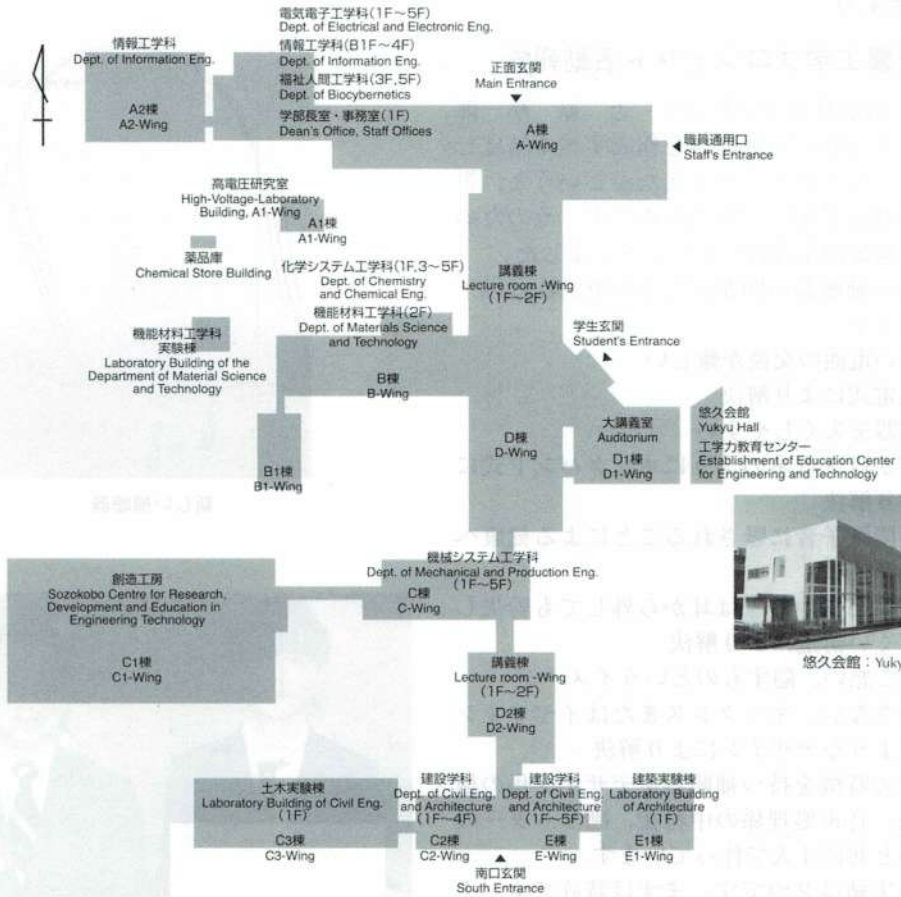 電気電子工学科(1F〜5F)
Dept. of Electrical and Electronic Eng.
情報工学科(B1F〜4F)
Dept. of Information Eng.
福祉人間工学科(3F,5F)
Dept. of Biocybernetics
学部長室・事務室(1F)
Dean's Office, Staff Offices
情報工学科
Dept. of Information Eng.
A2棟
A2-Wing
正面玄関
Main Entrance
A棟
A-Wing
職員通用口
Staff's Entrance
高電圧研究室
High-Voltage-Laboratory
Building, A1-Wing
A1棟
A1-Wing
薬品庫
Chemical Store Building
化学システム工学科(1F,3〜5F)
Dept. of Chemistry
and Chemical Eng.
機能材料工学科(2F)
Dept. of Materials Science
and Technology
B棟
B-Wing
講義棟
Lecture room -Wing
(1F〜2F)
学生玄関
Student's Entrance
機能材料工学科
実験棟
Laboratory Building of the
Department of Material Science
and Technology
B1棟
B1-Wing
D棟
D-Wing
大講義室
Auditorium
D1棟
D1-Wing
悠久会館
Yukyu Hall
工学力教育センター
Establishment of Education Center
for Engineering and Technology
悠久会館：Yuky
機械システム工学科
Dept. of Mechanical and Production Eng.
(1F〜5F)
C棟
C-Wing
創造工房
Sozokobo Centre for Research,
Development and Education in
Engineering Technology
C1棟
C1-Wing
講義棟
Lecture room -Wing
(1F〜2F)
D2棟
D2-Wing
土木実験棟
Laboratory Building of Civil Eng.
(1F)
C3棟
C3-Wing
建設学科
Dept. of Civil Eng.
and Architecture
(1F〜4F)
C2棟
C2-Wing
建設学科
Dept. of Civil Eng.
and Architecture
(1F〜5F)
E棟
E-Wing
建築実験棟
Laboratory Building
of Architecture
(1F)
E1棟
E1-Wing
南口玄関
South Entrance